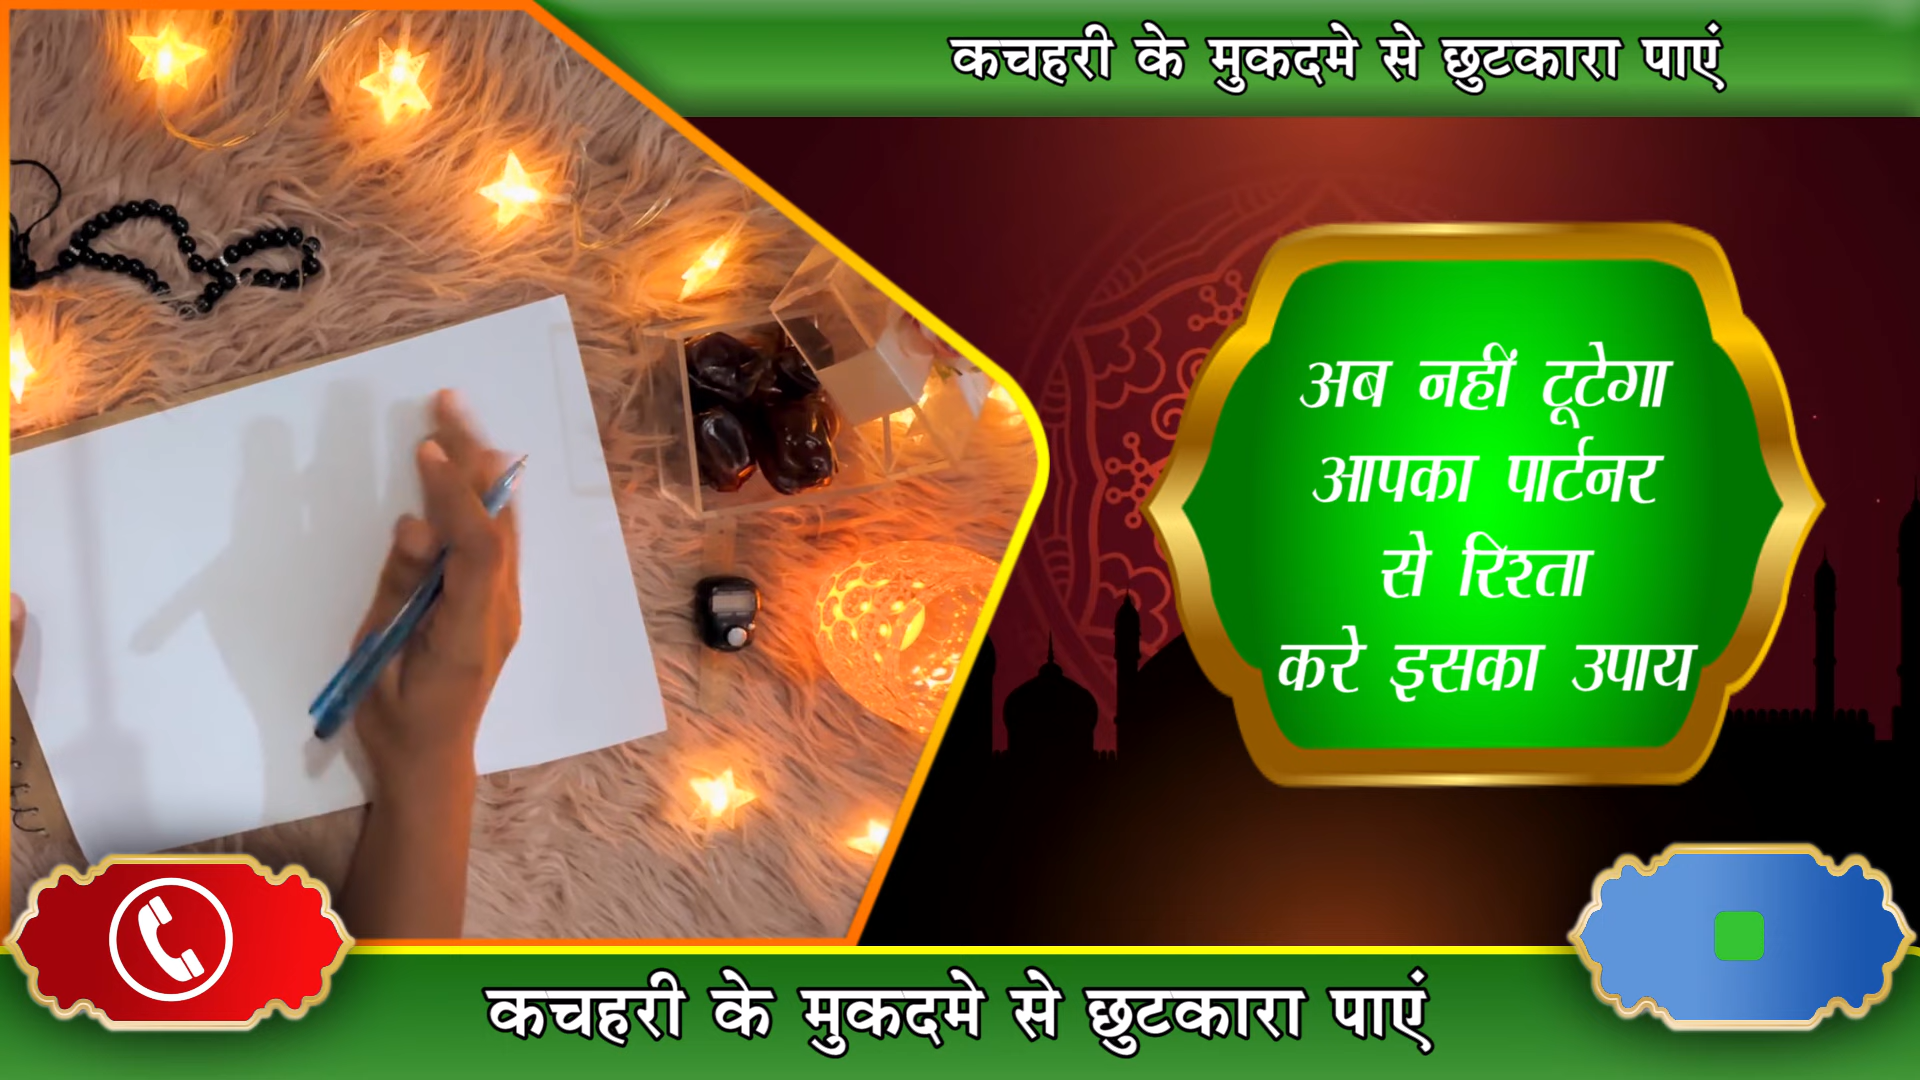 कचहरी के मुकदमे से छुटकारा पाएं
अब नहीं टूटेगा
आपका पार्टनर
से रिश्ता
करे इसका उपाय
कचहरी के मुकदमे से छुटकारा पाएं